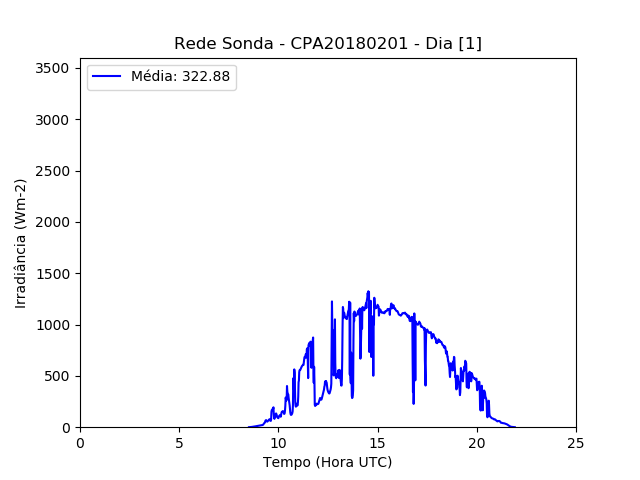 Rede Sonda - CPA20180201 - Dia [1]
Média: 322.88
3500
3000
2500
2000
1500
1000
500
0
Irradiância (Wm-2)
0 5 10 15 20 25
Tempo (Hora UTC)